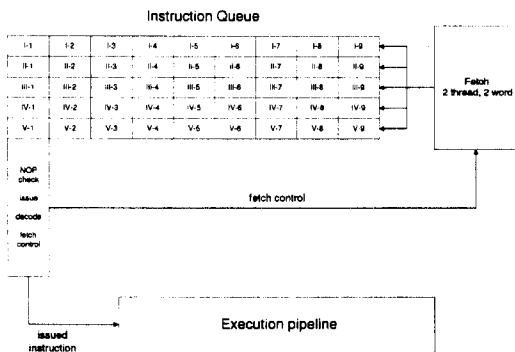 Instruction Queue
I-1 I-2 I-3 I-4 I-5 I-6 I-7 I-8 I-9
II-1 II-2 II-3 II-4 II-5 II-6 II-7 II-8 II-9
III-1 III-2 III-3 III-4 III-5 III-6 III-7 III-8 III-9
IV-1 IV-2 IV-3 IV-4 IV-5 IV-6 IV-7 IV-8 IV-9
V-1 V-2 V-3 V-4 V-5 V-6 V-7 V-8 V-9
Fetch
2 thread, 2 word
NOP
check
issue
decode
fetch
control
fetch control
issued
instruction
Execution pipeline